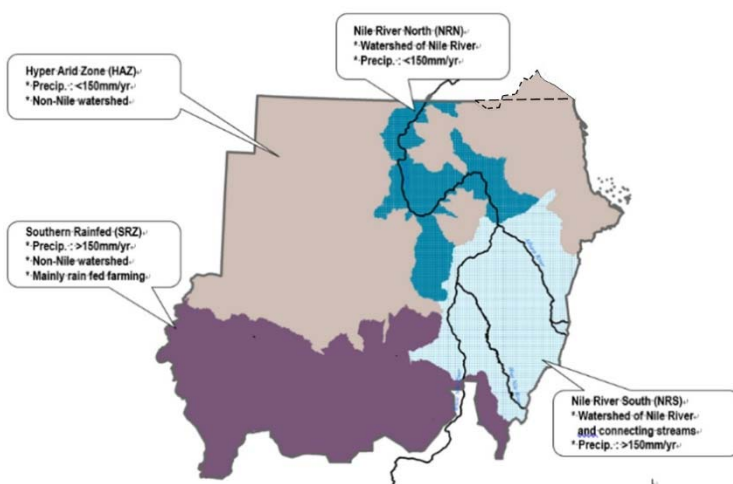 Nile River North (NRN)
* Watershed of Nile River
* Precip. : <150mm/yr
Hyper Arid Zone (HAZ)
* Precip. : <150mm/yr
* Non-Nile watershed
Southern Rainfed (SRZ)
* Precip. : >150mm/yr
* Non-Nile watershed
* Mainly rain fed farming
Nile River South (NRS)
* Watershed of Nile River
and connecting streams
* Precip. : >150mm/yr